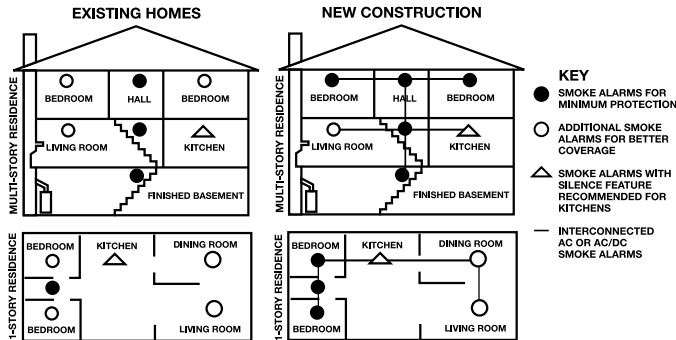 EXISTING HOMES
NEW CONSTRUCTION
MULTI-STORY RESIDENCE
BEDROOM
HALL
BEDROOM
LIVING ROOM
KITCHEN
FINISHED BASEMENT
MULTI-STORY RESIDENCE
BEDROOM
HALL
BEDROOM
LIVING ROOM
KITCHEN
FINISHED BASEMENT
KEY
SMOKE ALARMS FOR
MINIMUM PROTECTION
ADDITIONAL SMOKE
ALARMS FOR BETTER
COVERAGE
SMOKE ALARMS WITH
SILENCE FEATURE
RECOMMENDED FOR
KITCHENS
INTERCONNECTED
AC OR AC/DC
SMOKE ALARMS
1-STORY RESIDENCE
BEDROOM
KITCHEN
DINING ROOM
BEDROOM
LIVING ROOM
1-STORY RESIDENCE
BEDROOM
KITCHEN
DINING ROOM
BEDROOM
LIVING ROOM